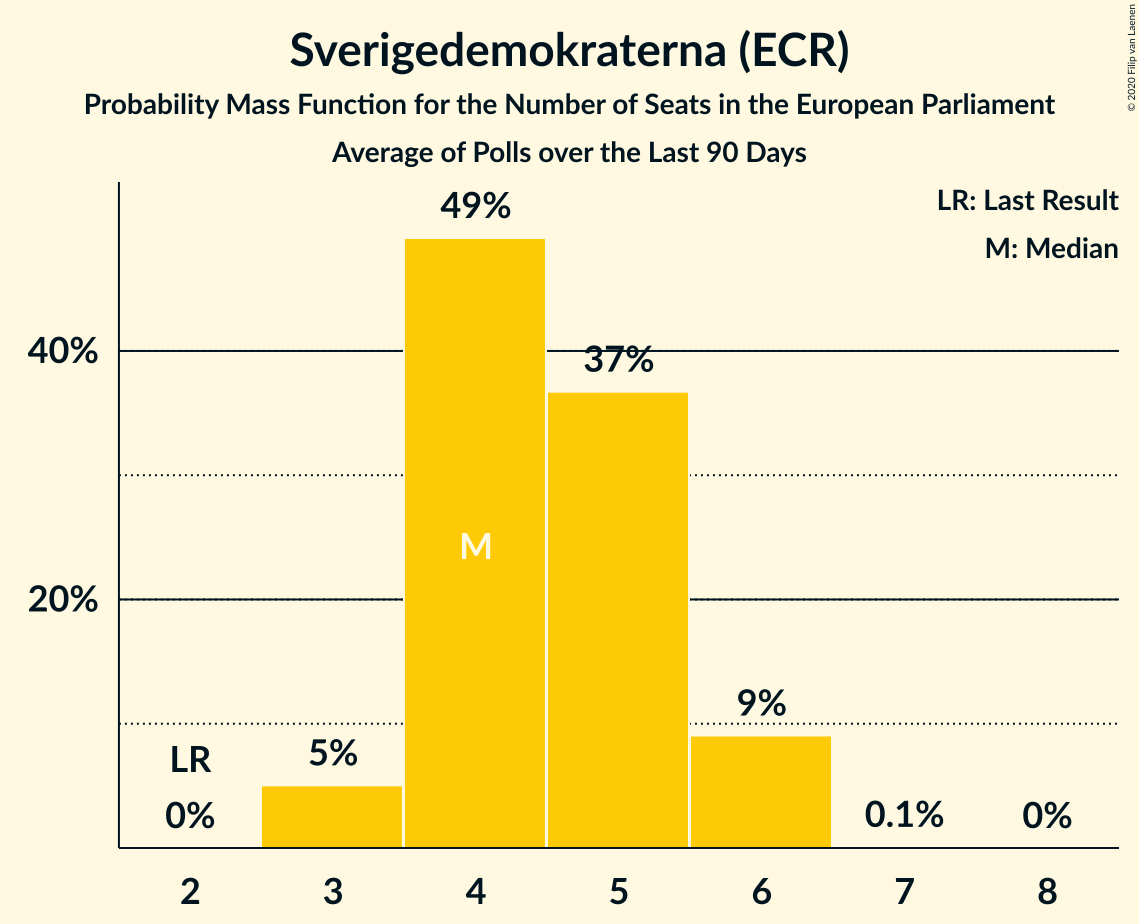 Sverigedemokraterna (ECR)
Probability Mass Function for the Number of Seats in the European Parliament
Average of Polls over the Last 90 Days
© 2020 Filip van Laenen
LR: Last Result
M: Median
49%
40%
37%
M
20%
9%
LR
5%
0%
0.1%
0%
2 3 4 5 6 7 8